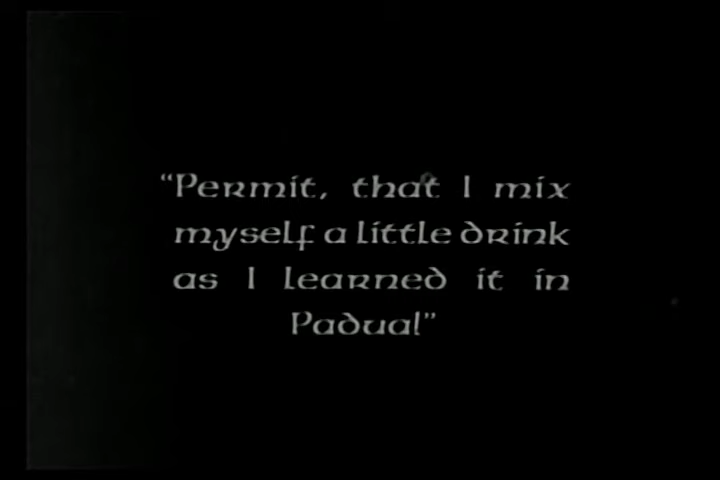 “Permit, that I mix
myself a little drink
as I learned it in
Padua!”